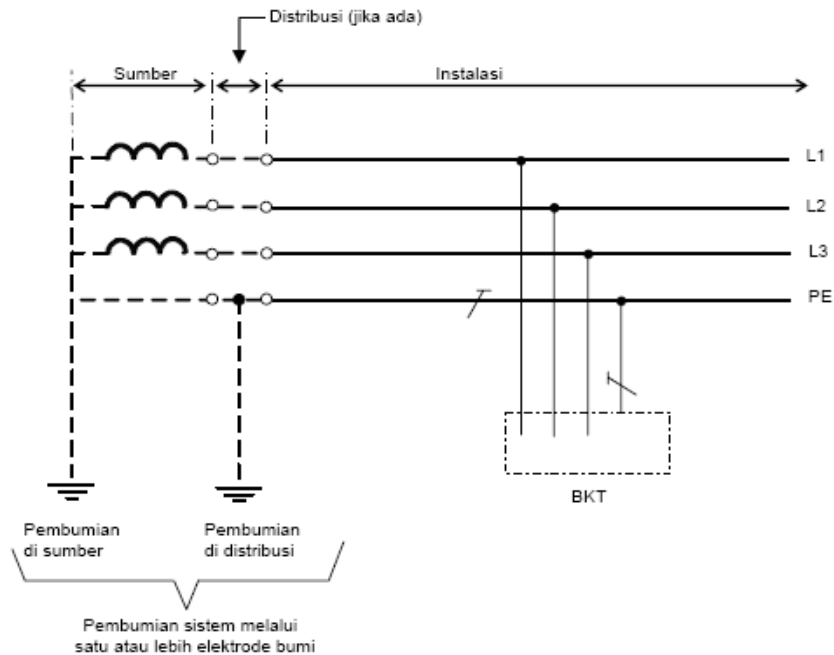 Distribusi (jika ada)
Sumber
Instalasi
L1
L2
L3
PE
BKT
Pembumian
di sumber
Pembumian
di distribusi
Pembumian sistem melalui
satu atau lebih elektrode bumi